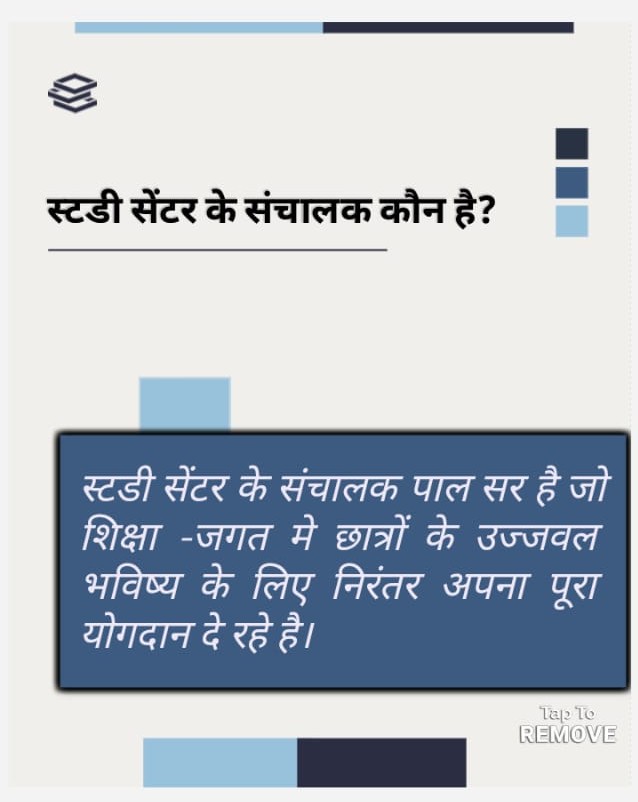 स्टडी सेंटर के संचालक कौन है?
स्टडी सेंटर के संचालक पाल सर है जो
शिक्षा -जगत मे छात्रों के उज्जवल
भविष्य के लिए निरंतर अपना पूरा
योगदान दे रहे है।
Tap To
REMOVE